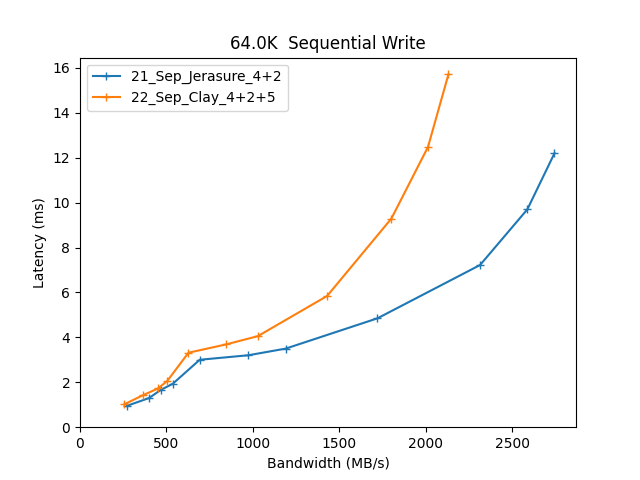 64.0K  Sequential Write
21_Sep_Jerasure_4+2
22_Sep_Clay_4+2+5
Latency (ms)
16
14
12
10
8
6
4
2
0
0 500 1000 1500 2000 2500
Bandwidth (MB/s)